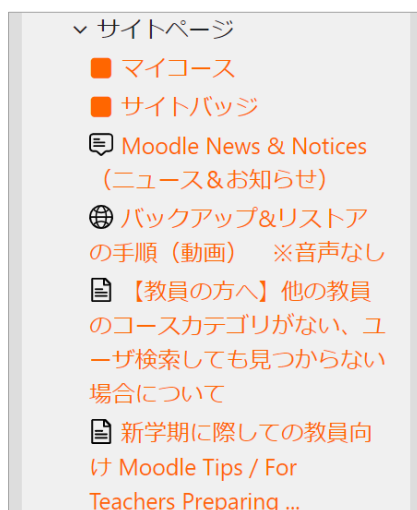 サイトページ
マイコース
サイトバッジ
Moodle News & Notices
（ニュース＆お知らせ）
バックアップ&リストア
の手順（動画）　※音声なし
【教員の方へ】他の教員
のコースカテゴリがない、ユ
ーザ検索しても見つからない
場合について
新学期に際しての教員向
け Moodle Tips / For
Teachers Preparing ...